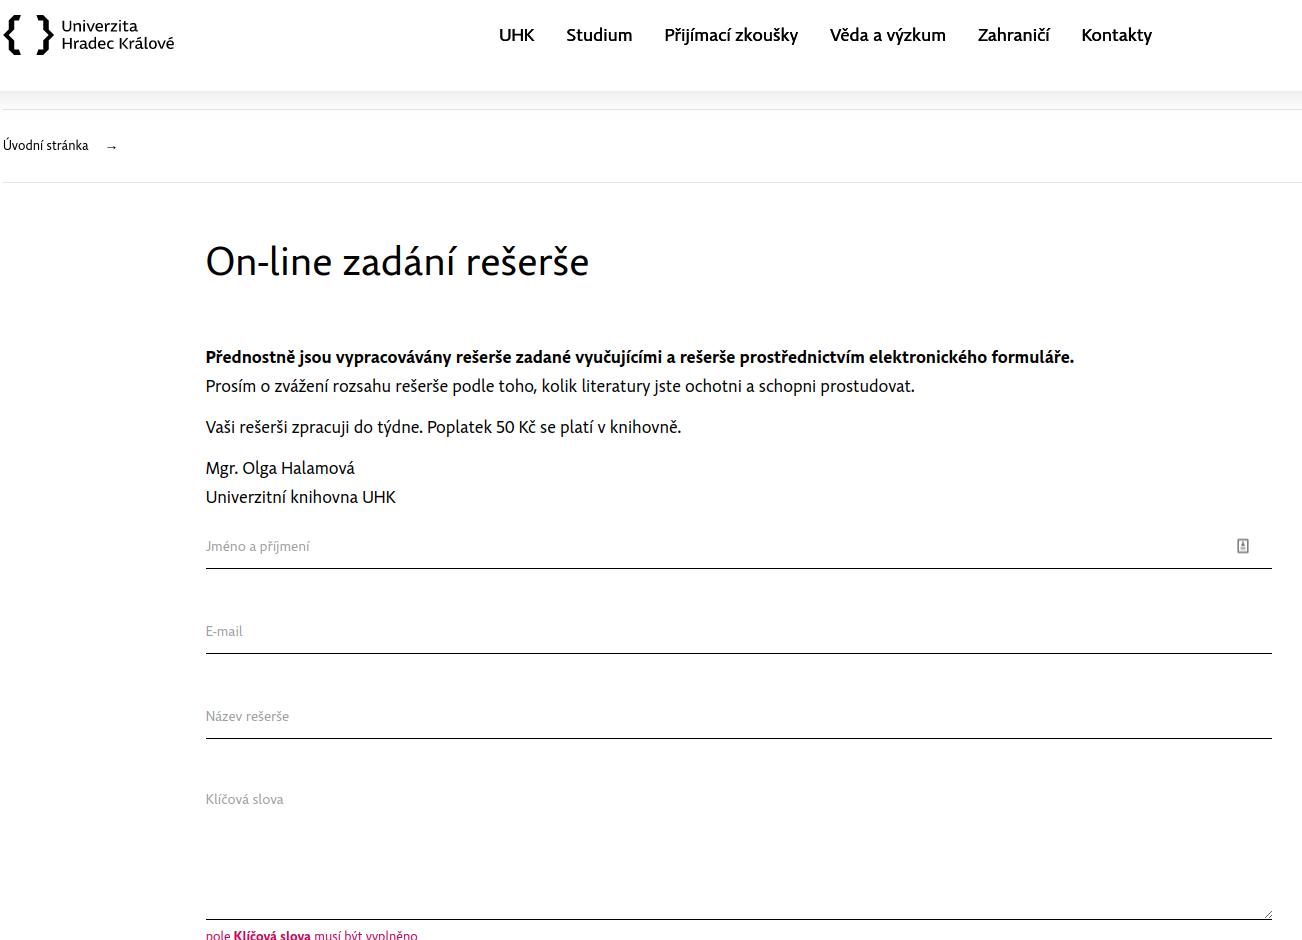 Univerzita
Hradec Králové
UHK Studium Přijímací zkoušky Věda a výzkum Zahraničí Kontakty
Úvodní stránka →
On-line zadání rešerše
Přednostně jsou vypracovávány rešerše zadané vyučujícími a rešerše prostřednictvím elektronického formuláře.
Prosím o zvážení rozsahu rešerše podle toho, kolik literatury jste ochotni a schopni prostudovat.
Vaši rešerši zpracuji do týdne. Poplatek 50 Kč se platí v knihovně.
Mgr. Olga Halamová
Univerzitní knihovna UHK
Jméno a příjmení
E-mail
Název rešerše
Klíčová slova
pole Klíčová slova musí být vyplněno